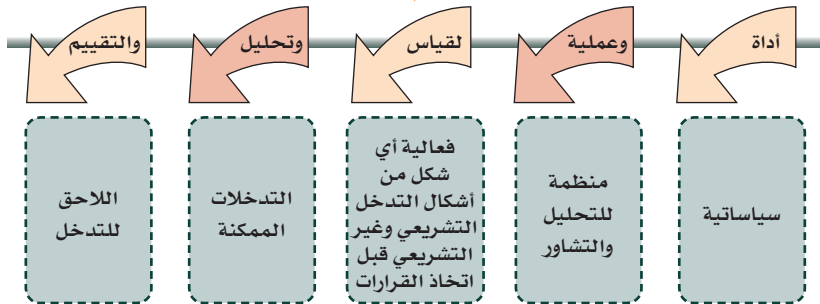 أداة
سياساتية
وعملية
منظمة
للتحليل
والتشاور
لقياس
فعالية أي
شكل من
أشكال التدخل
التشريعي وغير
التشريعي قبل
اتخاذ القرارات
وتحليل
التدخلات
الممكنة
والتقييم
اللاحق
للتدخل